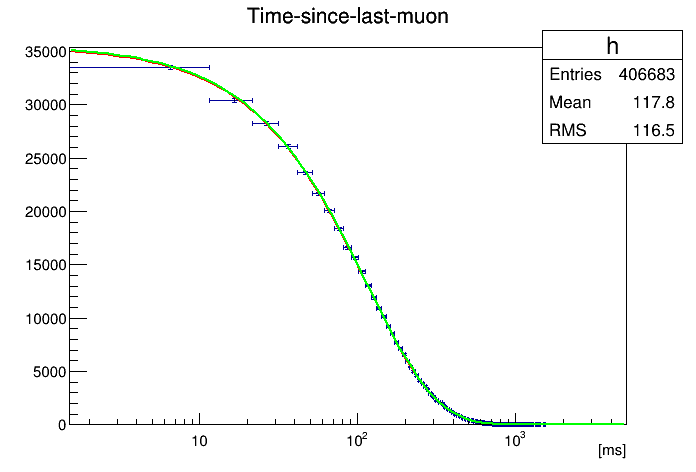 Time-since-last-muon
h
Entries 406683
Mean 117.8
RMS 116.5
35000
30000
25000
20000
15000
10000
5000
0
10 10² 10³
[ms]